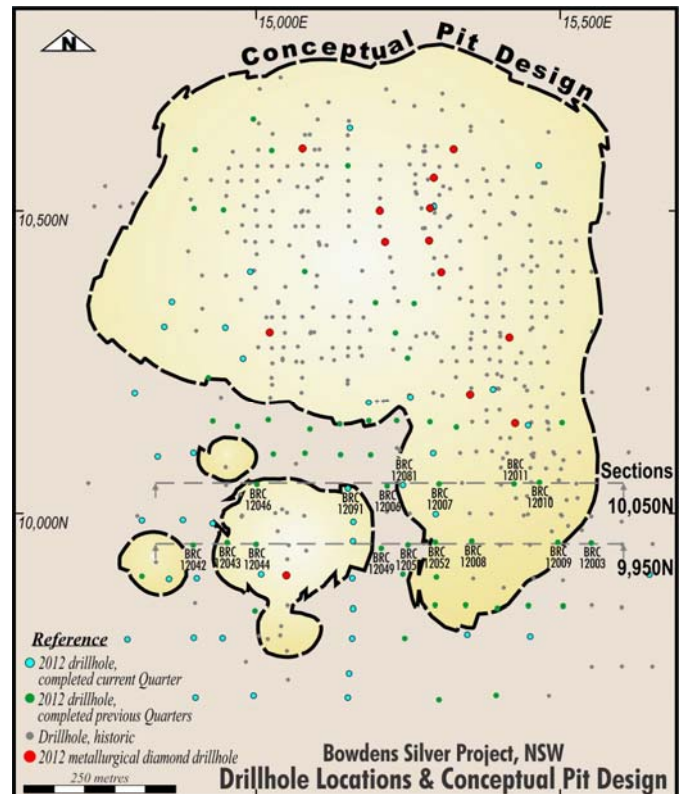 15,000E
15,500E
N
Conceptual Pit Design
10,500N
Sections
BRC 12081
BRC 12011
BRC 12046
BRC 12091
BRC 12006
BRC 12007
BRC 12010
10,050N
10,000N
BRC 12042
BRC 12043
BRC 12044
BRC 12049
BRC 12052
BRC 12008
BRC 12009
BRC 12003
9,950N
Reference
2012 drillhole,
completed current Quarter
2012 drillhole,
completed previous Quarters
Drillhole, historic
2012 metallurgical diamond drillhole
250 metres
Bowdens Silver Project, NSW
Drillhole Locations & Conceptual Pit Design